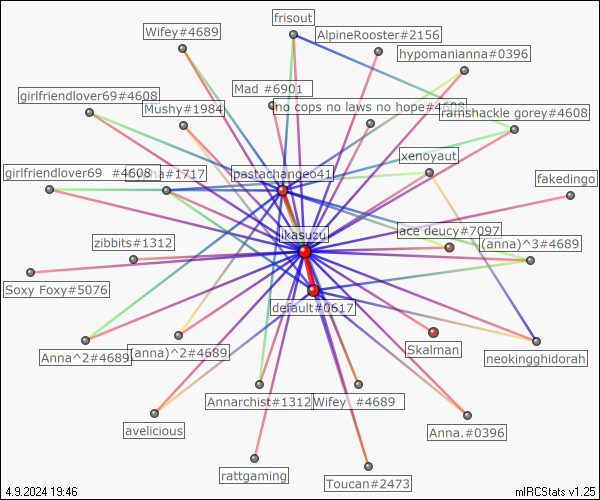 frisout
Wifey#4689
AlpineRooster#2156
hypomanianna#0396
Mad #6901
girlfriendlover69#4608
Mushy#1984
no cops no laws no hope#4608
ramshackle gorey#4608
xenoyaut
girlfriendlover69 #4608
#1717
pastachango41
fakedingo
jikasuzu
ace deucy#7097
(anna)^3#4689
zibbits#1312
Soxy Foxy#5076
default#0617
Anna^2#4689
(anna)^2#4689
Skalman
neokingghidorah
Annarchist#1312
Wifey #4689
avelicious
Anna.#0396
rattgaming
Toucan#2473
4.9.2024 19:46
mIRCStats v1.25